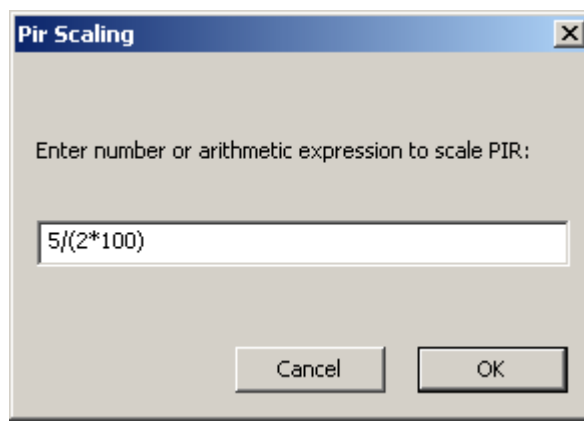 Pir Scaling
Enter number or arithmetic expression to scale PIR:
5/(2*100)
Cancel OK